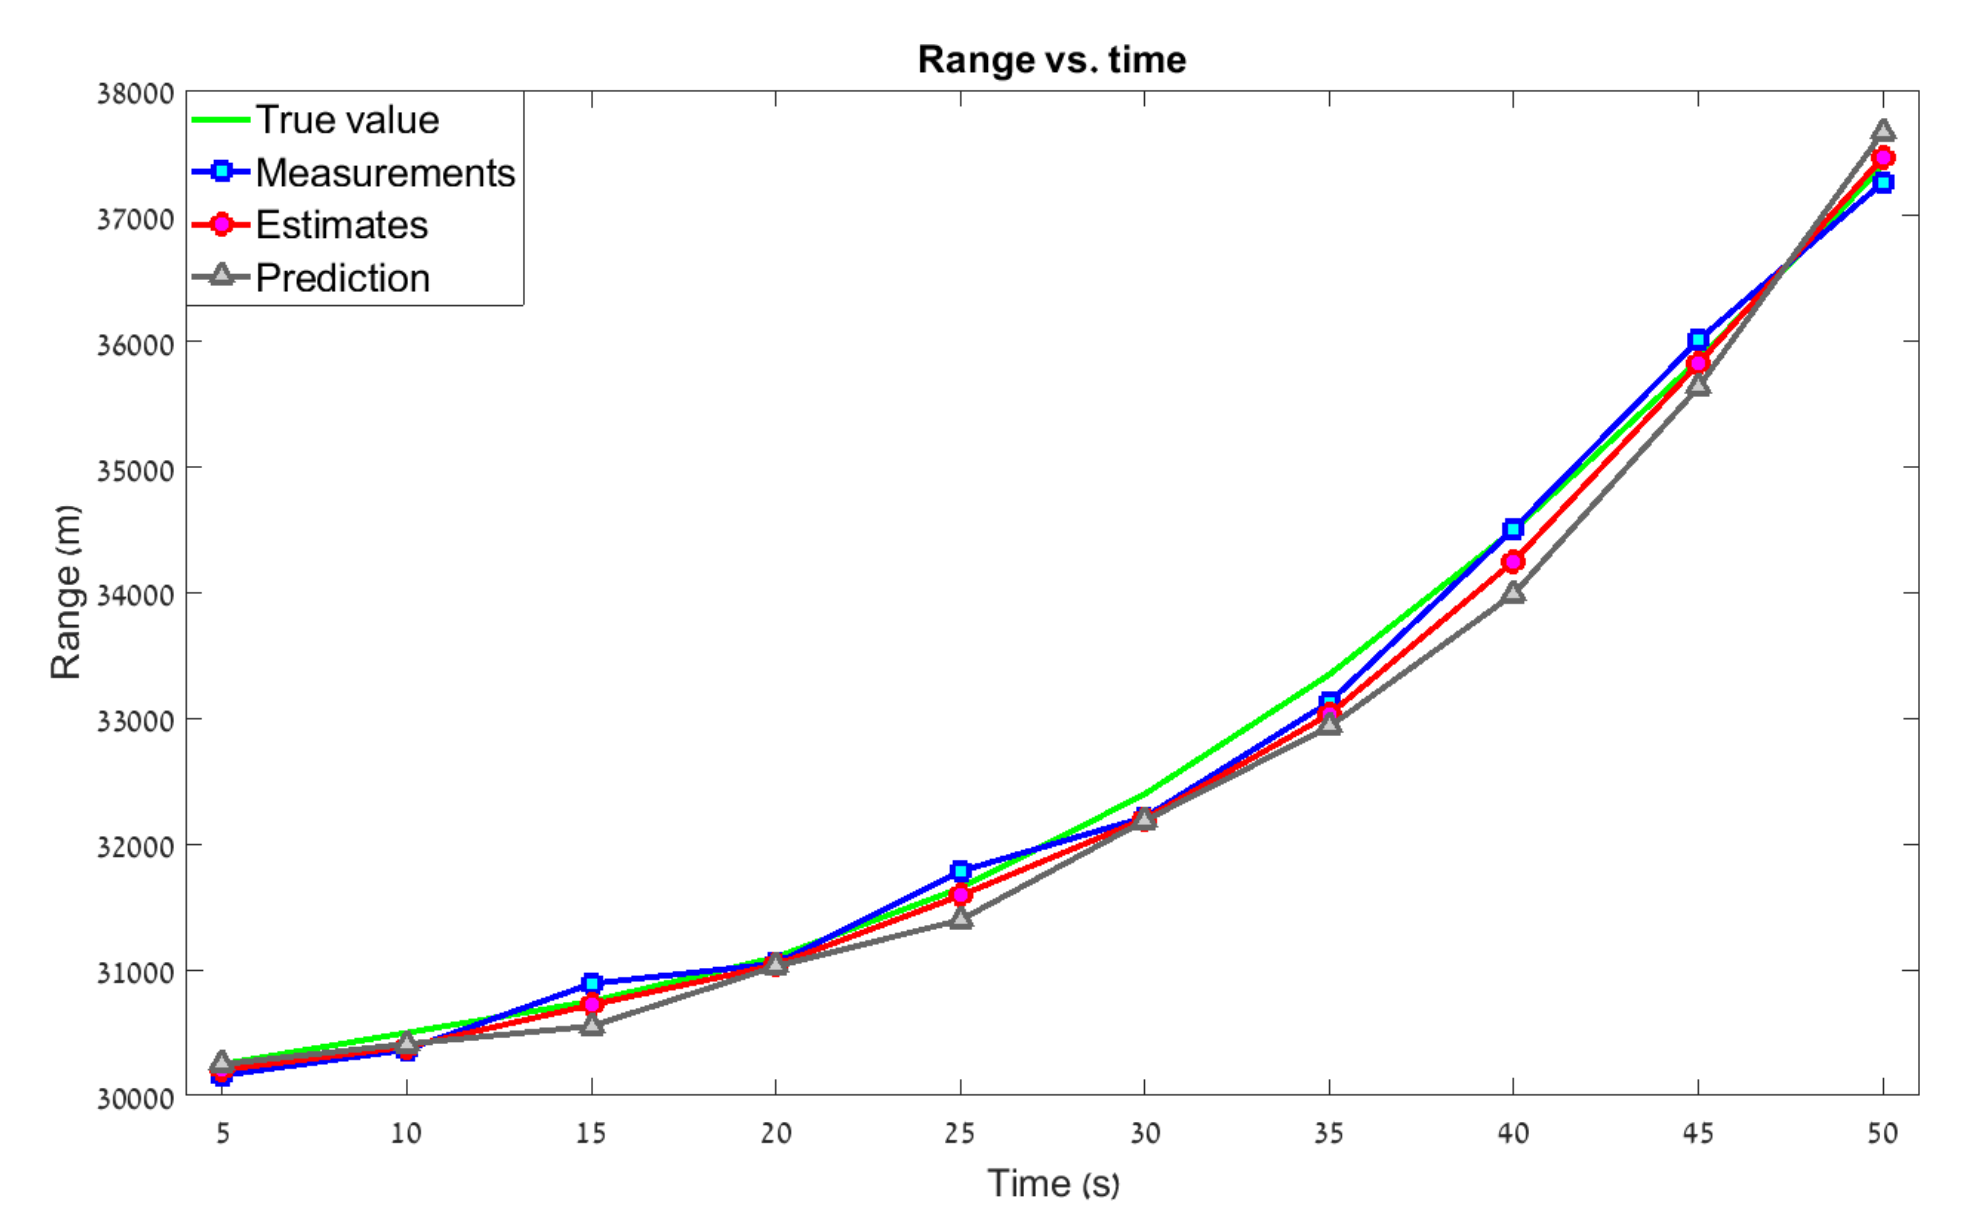 Range vs. time
38000
37000
36000
35000
34000
33000
32000
31000
30000
Range (m)
True value
Measurements
Estimates
Prediction
5 10 15 20 25 30 35 40 45 50
Time (s)